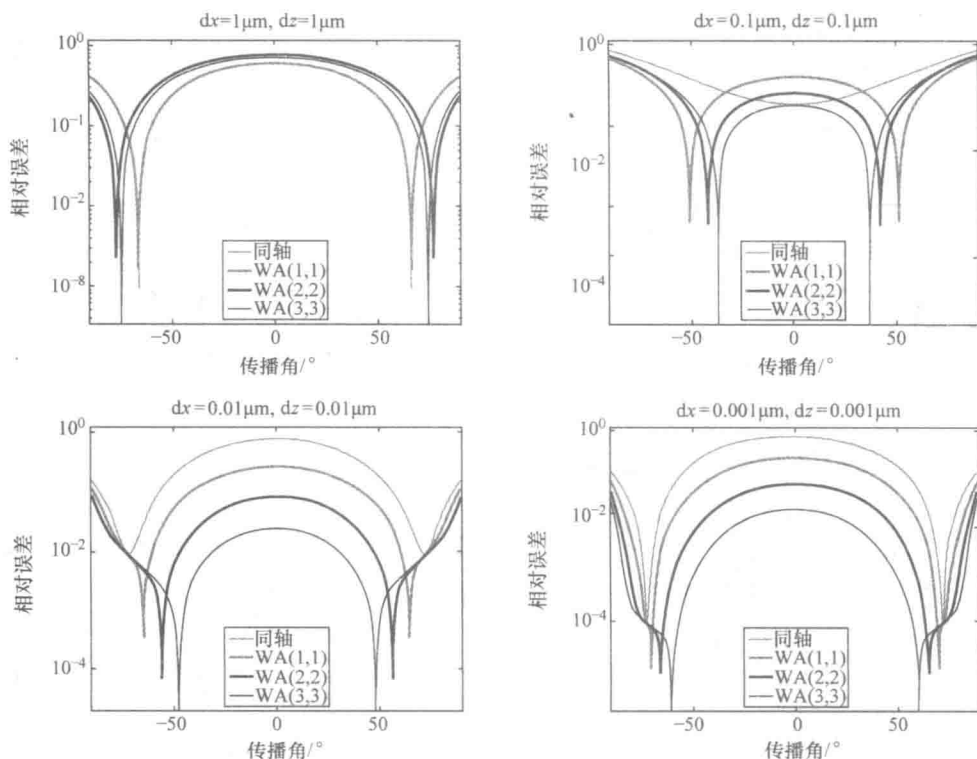 dx=1μm, dz=1μm
10⁰
10⁻¹
10⁻²
10⁻⁸
相对误差
同轴
WA(1,1)
WA(2,2)
WA(3,3)
−50
0
50
传播角/°
dx=0.1μm, dz=0.1μm
10⁰
10⁻²
10⁻⁴
相对误差
同轴
WA(1,1)
WA(2,2)
WA(3,3)
−50
0
50
传播角/°
dx=0.01μm, dz=0.01μm
10⁰
10⁻²
10⁻⁴
相对误差
同轴
WA(1,1)
WA(2,2)
WA(3,3)
−50
0
50
传播角/°
dx=0.001μm, dz=0.001μm
10⁰
10⁻²
10⁻⁴
相对误差
同轴
WA(1,1)
WA(2,2)
WA(3,3)
−50
0
50
传播角/°